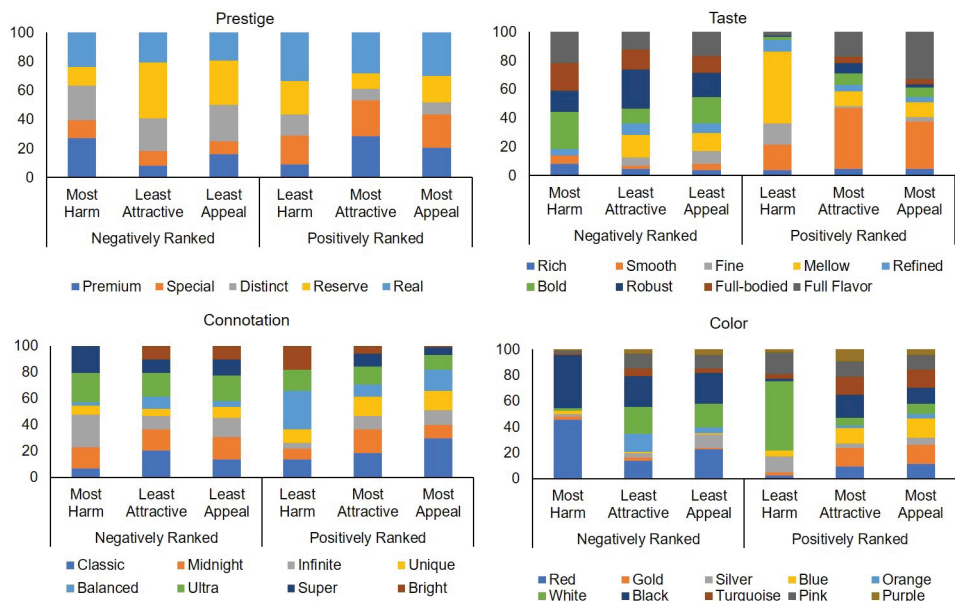 Prestige
100
80
60
40
20
0
Most Harm
Least Attractive
Least Appeal
Least Harm
Most Attractive
Most Appeal
Negatively Ranked
Positively Ranked
Premium Special Distinct Reserve Real
Taste
100
80
60
40
20
0
Most Harm
Least Attractive
Least Appeal
Least Harm
Most Attractive
Most Appeal
Negatively Ranked
Positively Ranked
Rich Smooth Fine Mellow Refined
Bold Robust Full-bodied Full Flavor
Connotation
100
80
60
40
20
0
Most Harm
Least Attractive
Least Appeal
Least Harm
Most Attractive
Most Appeal
Negatively Ranked
Positively Ranked
Classic Midnight Infinite Unique
Balanced Ultra Super Bright
Color
100
80
60
40
20
0
Most Harm
Least Attractive
Least Appeal
Least Harm
Most Attractive
Most Appeal
Negatively Ranked
Positively Ranked
Red Gold Silver Blue Orange
White Black Turquoise Pink Purple